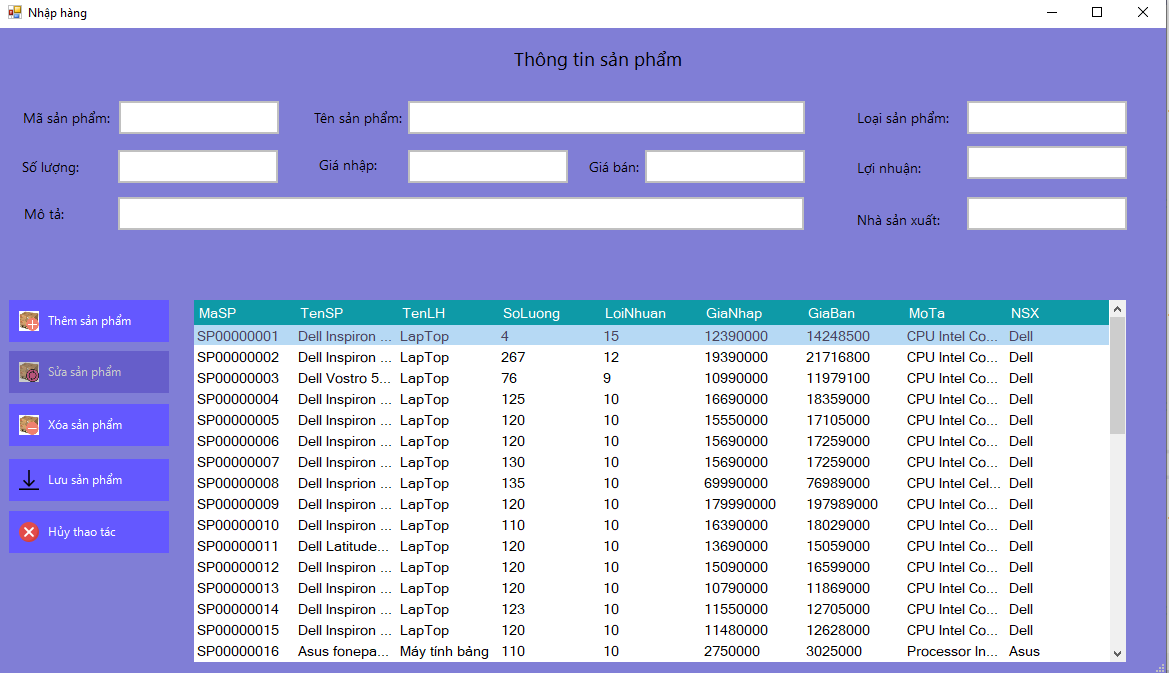 Nhập hàng
Thông tin sản phẩm
Mã sản phẩm: Tên sản phẩm: Loại sản phẩm:
Số lượng: Giá nhập: Giá bán: Lợi nhuận:
Mô tả: Nhà sản xuất:
Thêm sản phẩm
Sửa sản phẩm
Xóa sản phẩm
Lưu sản phẩm
Hủy thao tác
MaSP TenSP TenLH SoLuong LoiNhuan GiaNhap GiaBan MoTa NSX
SP00000001 Dell Inspiron ... LapTop 4 15 12390000 14248500 CPU Intel Co... Dell
SP00000002 Dell Inspiron ... LapTop 267 12 19390000 21716800 CPU Intel Co... Dell
SP00000003 Dell Vostro 5... LapTop 76 9 10990000 11979100 CPU Intel Co... Dell
SP00000004 Dell Inspiron ... LapTop 125 10 16690000 18359000 CPU Intel Co... Dell
SP00000005 Dell Inspiron ... LapTop 120 10 15550000 17105000 CPU Intel Co... Dell
SP00000006 Dell Inspiron ... LapTop 120 10 15690000 17259000 CPU Intel Co... Dell
SP00000007 Dell Inspiron ... LapTop 130 10 15690000 17259000 CPU Intel Co... Dell
SP00000008 Dell Insprion ... LapTop 135 10 69990000 76989000 CPU Intel Cel... Dell
SP00000009 Dell Inspiron ... LapTop 120 10 179990000 197989000 CPU Intel Co... Dell
SP00000010 Dell Inspiron ... LapTop 110 10 16390000 18029000 CPU Intel Co... Dell
SP00000011 Dell Latitude... LapTop 120 10 13690000 15059000 CPU Intel Co... Dell
SP00000012 Dell Inspiron ... LapTop 120 10 15090000 16599000 CPU Intel Co... Dell
SP00000013 Dell Inspiron ... LapTop 120 10 10790000 11869000 CPU Intel Co... Dell
SP00000014 Dell Inspiron ... LapTop 123 10 11550000 12705000 CPU Intel Co... Dell
SP00000015 Dell Inspiron ... LapTop 120 10 11480000 12628000 CPU Intel Co... Dell
SP00000016 Asus fonepa... Máy tính bảng 110 10 2750000 3025000 Processor In... Asus